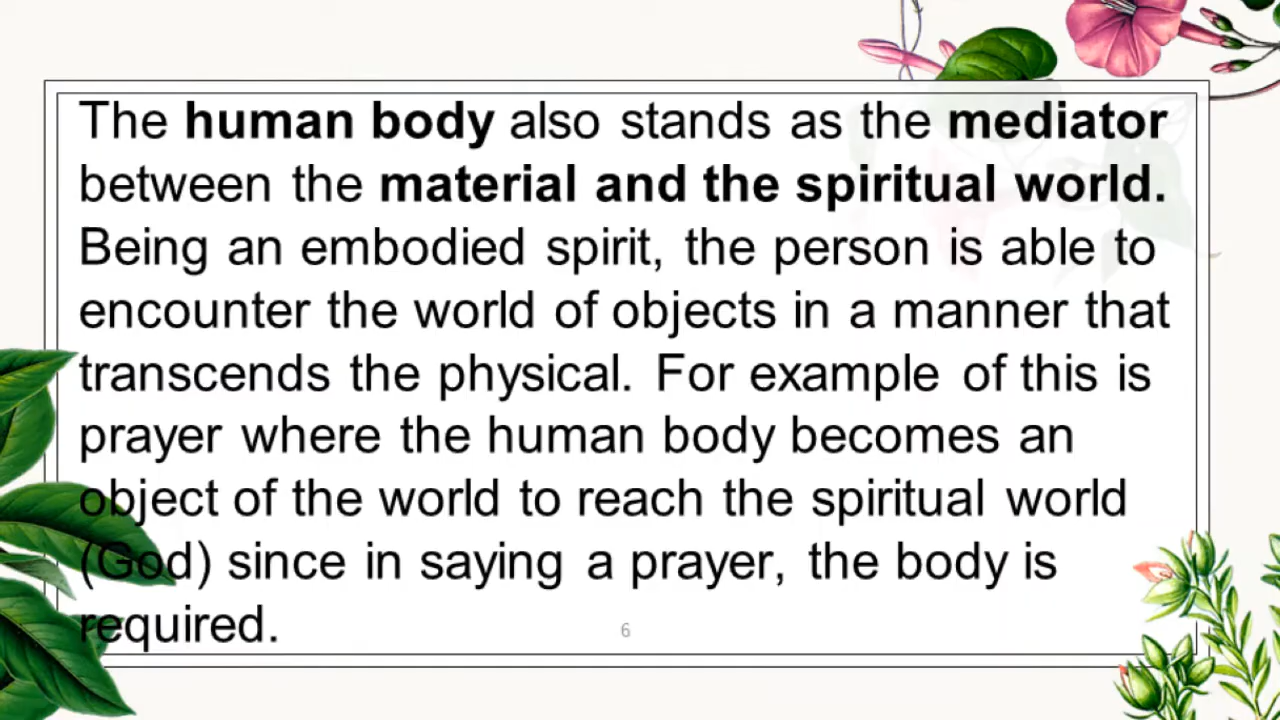 The human body also stands as the mediator
between the material and the spiritual world.
Being an embodied spirit, the person is able to
encounter the world of objects in a manner that
transcends the physical. For example of this is
prayer where the human body becomes an
object of the world to reach the spiritual world
(God) since in saying a prayer, the body is
required.
6